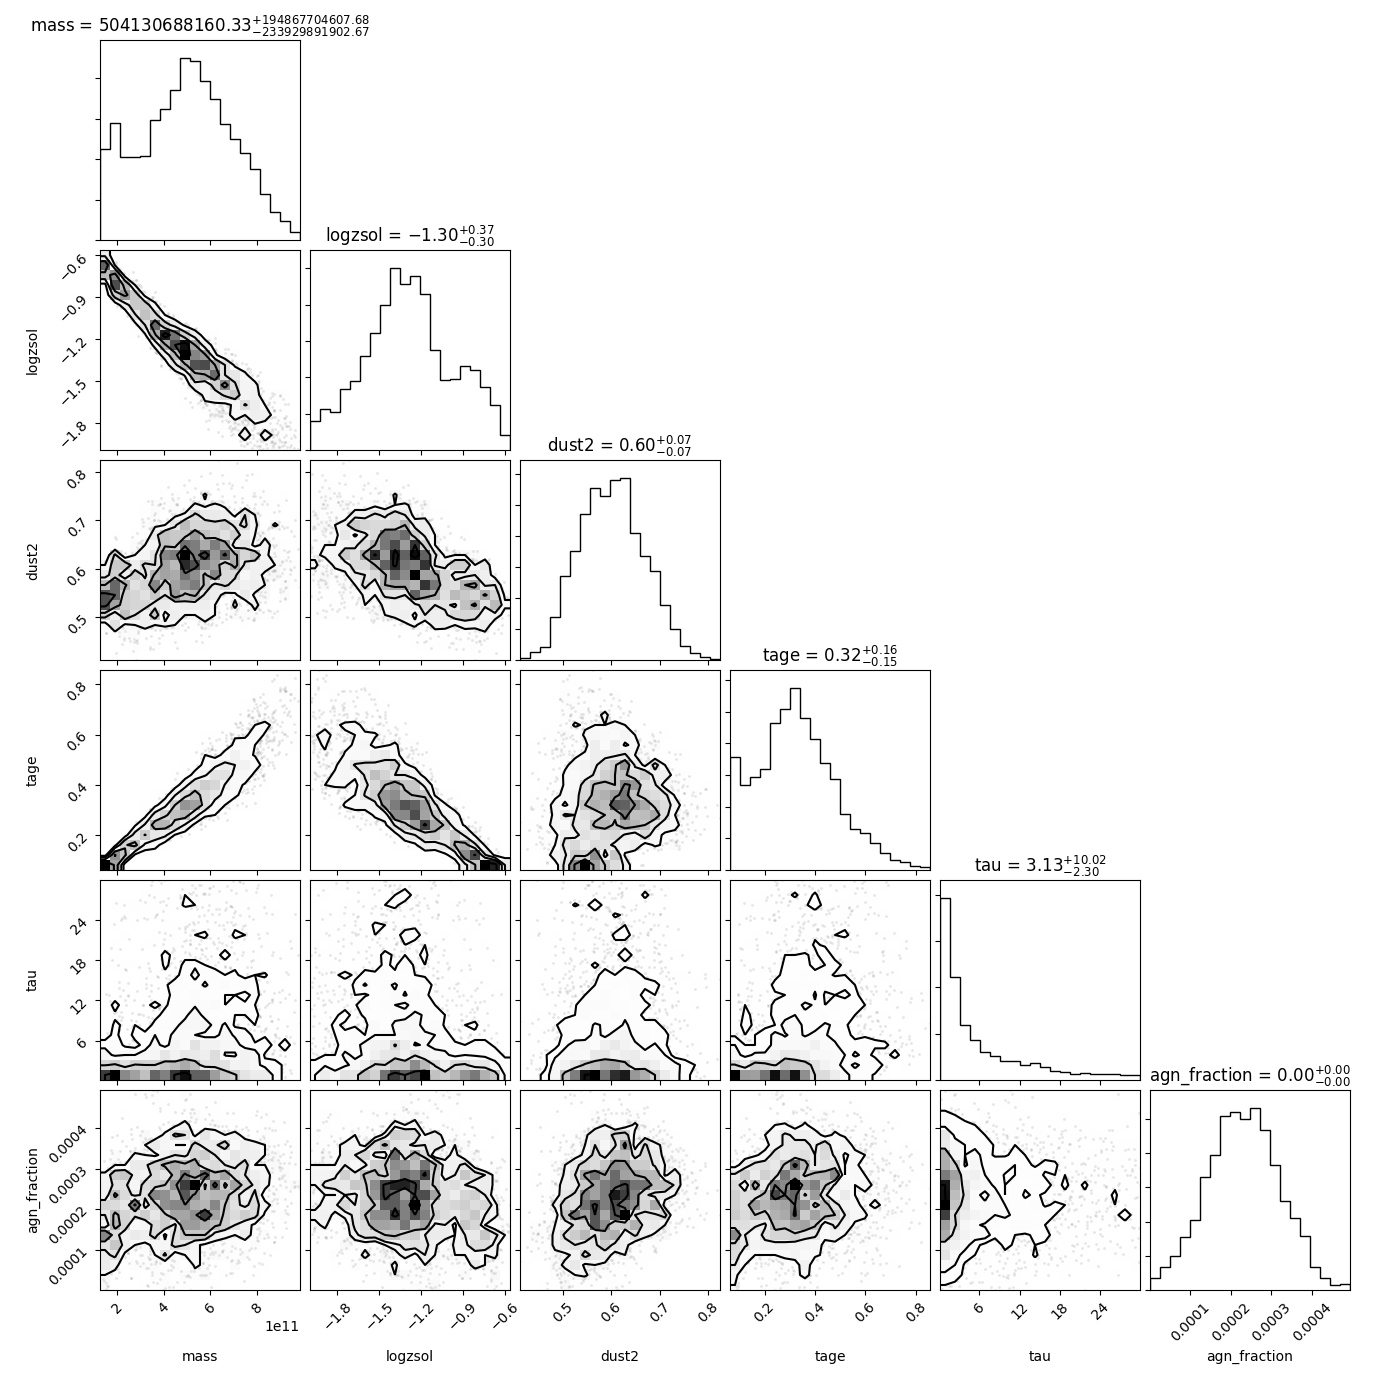 mass = 504130688160.33+194867704607.68−233929891902.67
logzsol = −1.30+0.37−0.30
−0.6
−0.9
−1.2
−1.5
−1.8
logzsol
dust2 = 0.60+0.07−0.07
0.8
0.7
0.6
0.5
dust2
tage = 0.32+0.16−0.15
0.8
0.6
0.4
0.2
tage
tau = 3.13+10.02−2.30
24
18
12
6
tau
agn_fraction = 0.00+0.00−0.00
0.0004
0.0003
0.0002
0.0001
agn_fraction
2 4 6 8 −1.8 −1.5 −1.2 −0.9 −0.6 0.5 0.6 0.7 0.8 0.2 0.4 0.6 0.8 6 12 18 24 0.0001 0.0002 0.0003 0.0004
1e11
mass logzsol dust2 tage tau agn_fraction